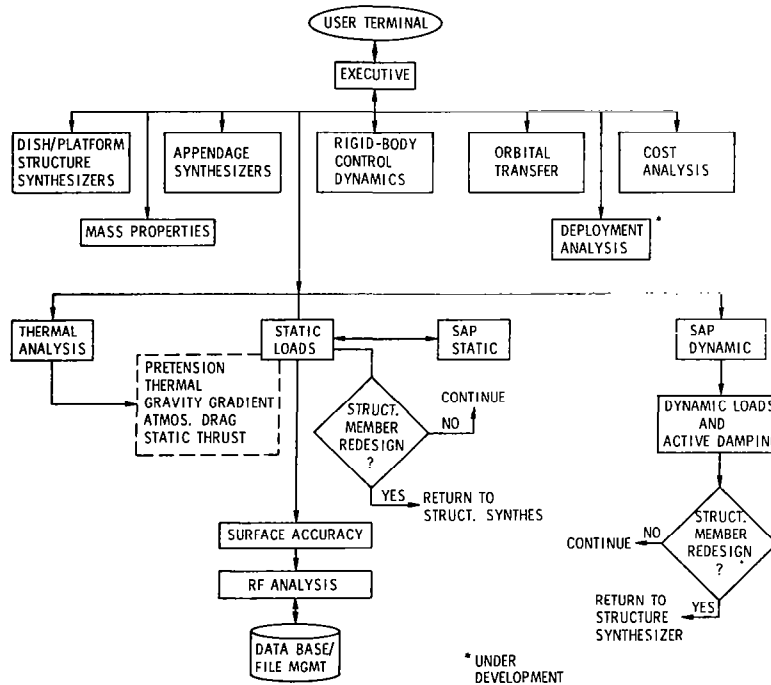 USER TERMINAL
EXECUTIVE
DISH/PLATFORM
STRUCTURE
SYNTHESIZERS
APPENDAGE
SYNTHESIZERS
RIGID-BODY
CONTROL
DYNAMICS
ORBITAL
TRANSFER
COST
ANALYSIS
MASS PROPERTIES
DEPLOYMENT
ANALYSIS
*
THERMAL
ANALYSIS
STATIC
LOADS
SAP
STATIC
SAP
DYNAMIC
PRETENSION
THERMAL
GRAVITY GRADIENT
ATMOS. DRAG
STATIC THRUST
STRUCT.
MEMBER
REDESIGN
?
NO
CONTINUE
YES
RETURN TO
STRUCT. SYNTHES
DYNAMIC LOADS
AND
ACTIVE DAMPING
STRUCT.
MEMBER
REDESIGN
?
*
NO
CONTINUE
YES
RETURN TO
STRUCTURE
SYNTHESIZER
SURFACE ACCURACY
RF ANALYSIS
DATA BASE/
FILE MGMT
* UNDER
DEVELOPMENT